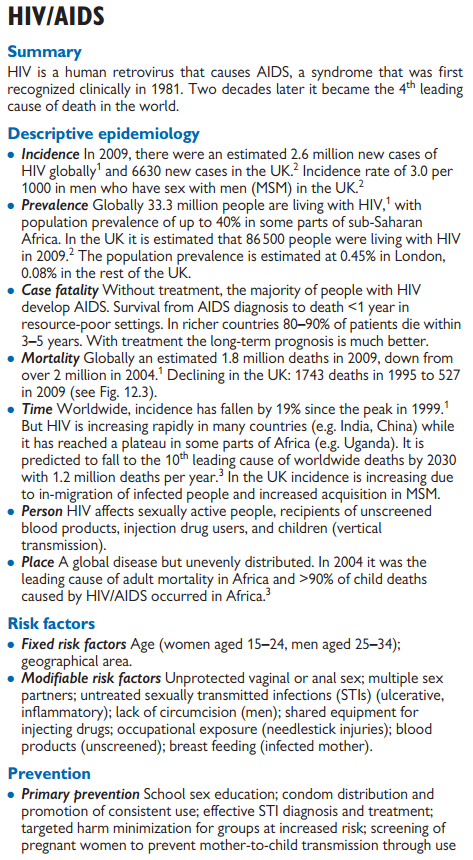 HIV/AIDS
Summary
HIV is a human retrovirus that causes AIDS, a syndrome that was first
recognized clinically in 1981. Two decades later it became the 4th leading
cause of death in the world.
Descriptive epidemiology
• Incidence In 2009, there were an estimated 2.6 million new cases of
HIV globally1 and 6630 new cases in the UK.2 Incidence rate of 3.0 per
1000 in men who have sex with men (MSM) in the UK.2
• Prevalence Globally 33.3 million people are living with HIV,1 with
population prevalence of up to 40% in some parts of sub-Saharan
Africa. In the UK it is estimated that 86 500 people were living with HIV
in 2009.2 The population prevalence is estimated at 0.45% in London,
0.08% in the rest of the UK.
• Case fatality Without treatment, the majority of people with HIV
develop AIDS. Survival from AIDS diagnosis to death <1 year in
resource-poor settings. In richer countries 80–90% of patients die within
3–5 years. With treatment the long-term prognosis is much better.
• Mortality Globally an estimated 1.8 million deaths in 2009, down from
over 2 million in 2004.1 Declining in the UK: 1743 deaths in 1995 to 527
in 2009 (see Fig. 12.3).
• Time Worldwide, incidence has fallen by 19% since the peak in 1999.1
But HIV is increasing rapidly in many countries (e.g. India, China) while
it has reached a plateau in some parts of Africa (e.g. Uganda). It is
predicted to fall to the 10th leading cause of worldwide deaths by 2030
with 1.2 million deaths per year.3 In the UK incidence is increasing due
to in-migration of infected people and increased acquisition in MSM.
• Person HIV affects sexually active people, recipients of unscreened
blood products, injection drug users, and children (vertical
transmission).
• Place A global disease but unevenly distributed. In 2004 it was the
leading cause of adult mortality in Africa and >90% of child deaths
caused by HIV/AIDS occurred in Africa.3
Risk factors
• Fixed risk factors Age (women aged 15–24, men aged 25–34);
geographical area.
• Modifiable risk factors Unprotected vaginal or anal sex; multiple sex
partners; untreated sexually transmitted infections (STIs) (ulcerative,
inflammatory); lack of circumcision (men); shared equipment for
injecting drugs; occupational exposure (needlestick injuries); blood
products (unscreened); breast feeding (infected mother).
Prevention
• Primary prevention School sex education; condom distribution and
promotion of consistent use; effective STI diagnosis and treatment;
targeted harm minimization for groups at increased risk; screening of
pregnant women to prevent mother-to-child transmission through use